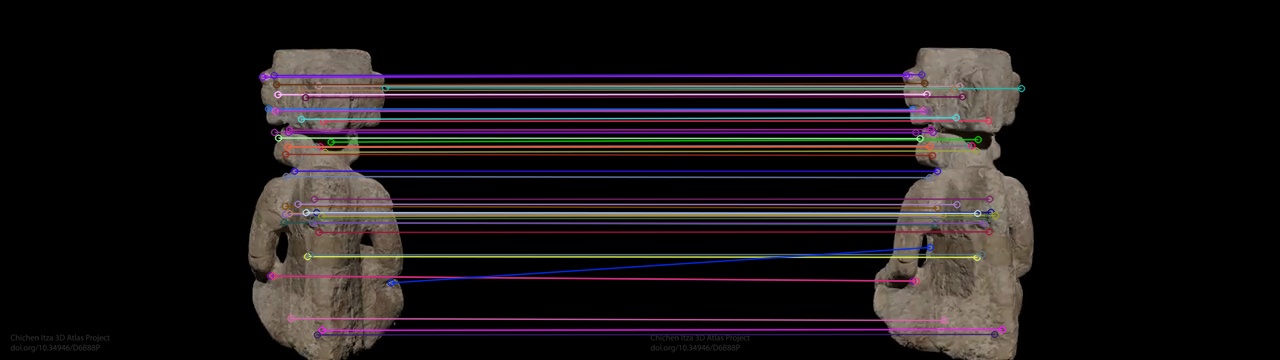 Chichen Itza 3D Atlas Project
doi.org/10.34946/D6B88P
Chichen Itza 3D Atlas Project
doi.org/10.34946/D6B88P